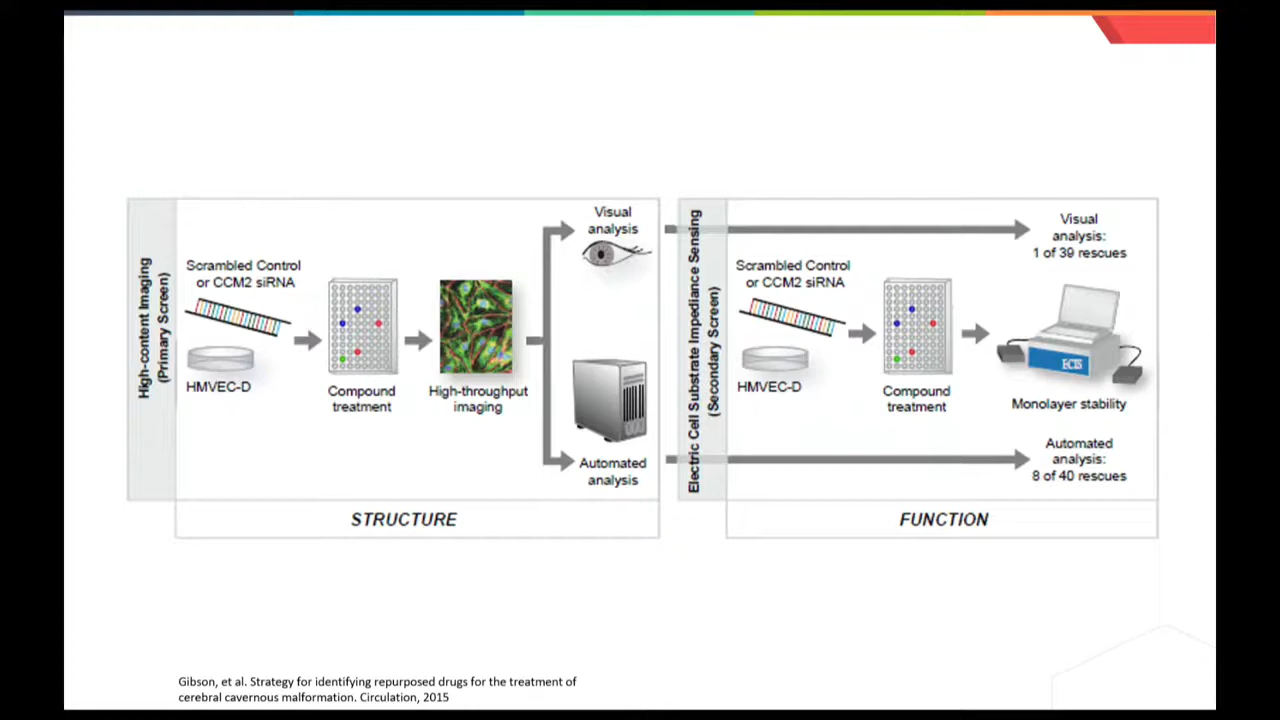 High-content Imaging
(Primary Screen)
Scrambled Control
or CCM2 siRNA
HMVEC-D
Compound
treatment
High-throughput
imaging
Visual
analysis
Automated
analysis
STRUCTURE
Electric Cell Substrate Impedance Sensing
(Secondary Screen)
Scrambled Control
or CCM2 siRNA
HMVEC-D
Compound
treatment
ECIS
Monolayer stability
Visual
analysis:
1 of 39 rescues
Automated
analysis:
8 of 40 rescues
FUNCTION
Gibson, et al. Strategy for identifying repurposed drugs for the treatment of
cerebral cavernous malformation. Circulation, 2015